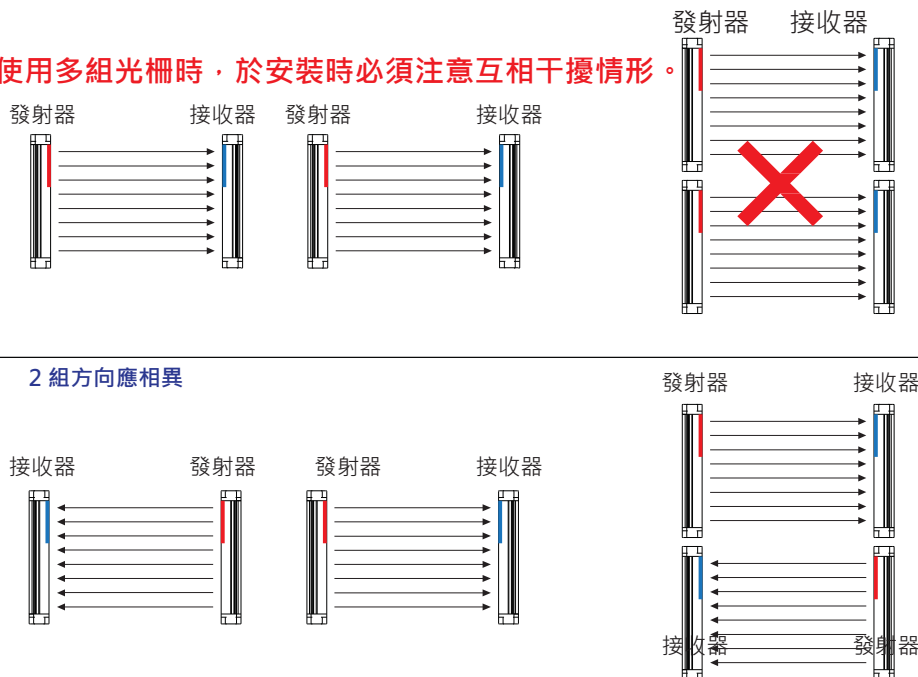 發射器 接收器
使用多組光柵時，於安裝時必須注意互相干擾情形。
發射器 接收器 發射器 接收器
2 組方向應相異
發射器 接收器
接收器 發射器 發射器 接收器
接收器 發射器